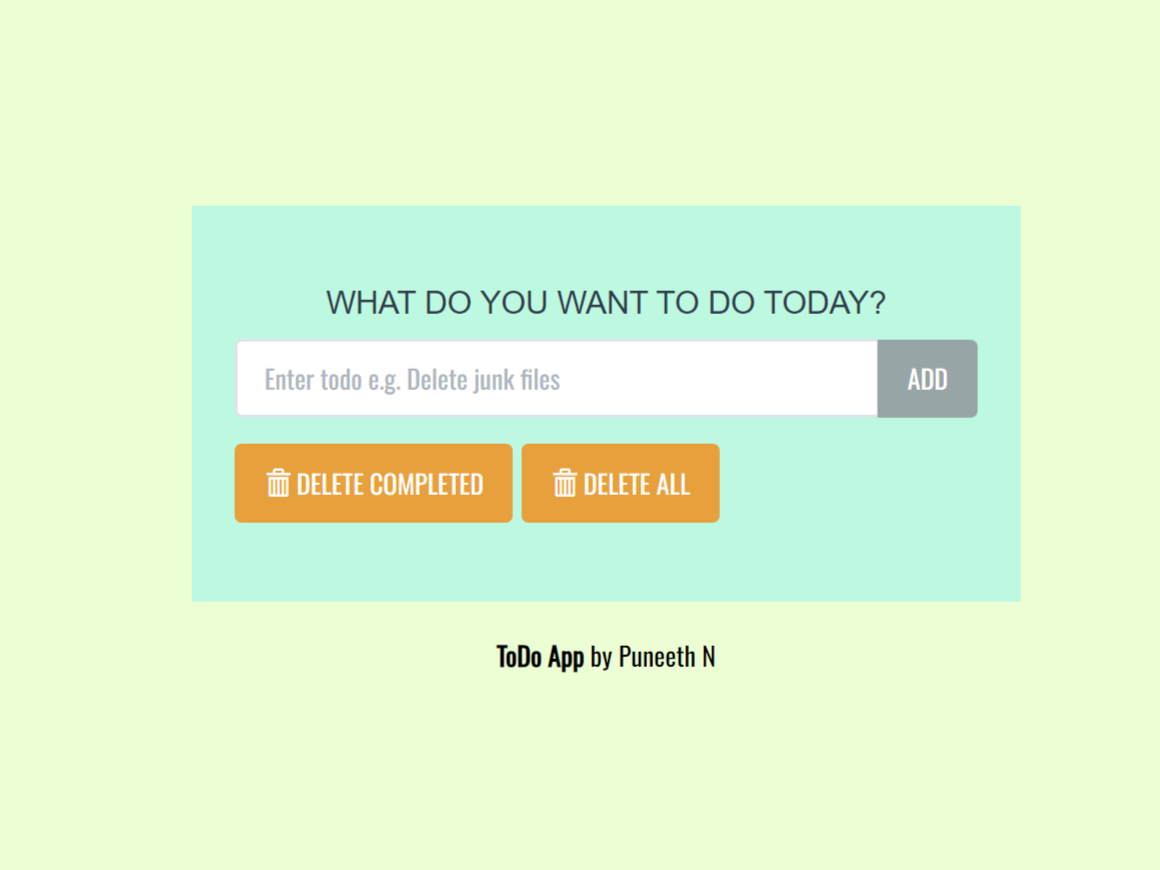 WHAT DO YOU WANT TO DO TODAY?
Enter todo e.g. Delete junk files
ADD
DELETE COMPLETED
DELETE ALL
ToDo App by Puneeth N